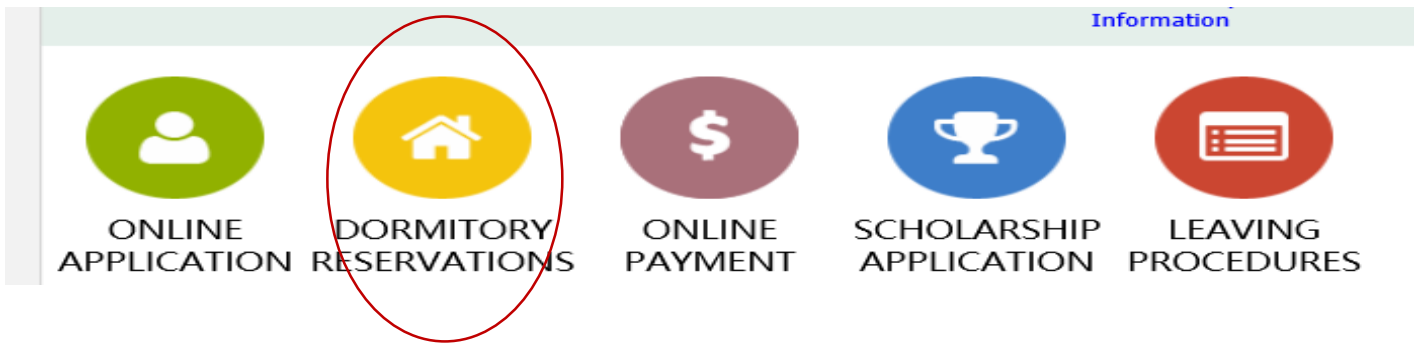 Information
ONLINE
APPLICATION
DORMITORY
RESERVATIONS
$
ONLINE
PAYMENT
SCHOLARSHIP
APPLICATION
LEAVING
PROCEDURES